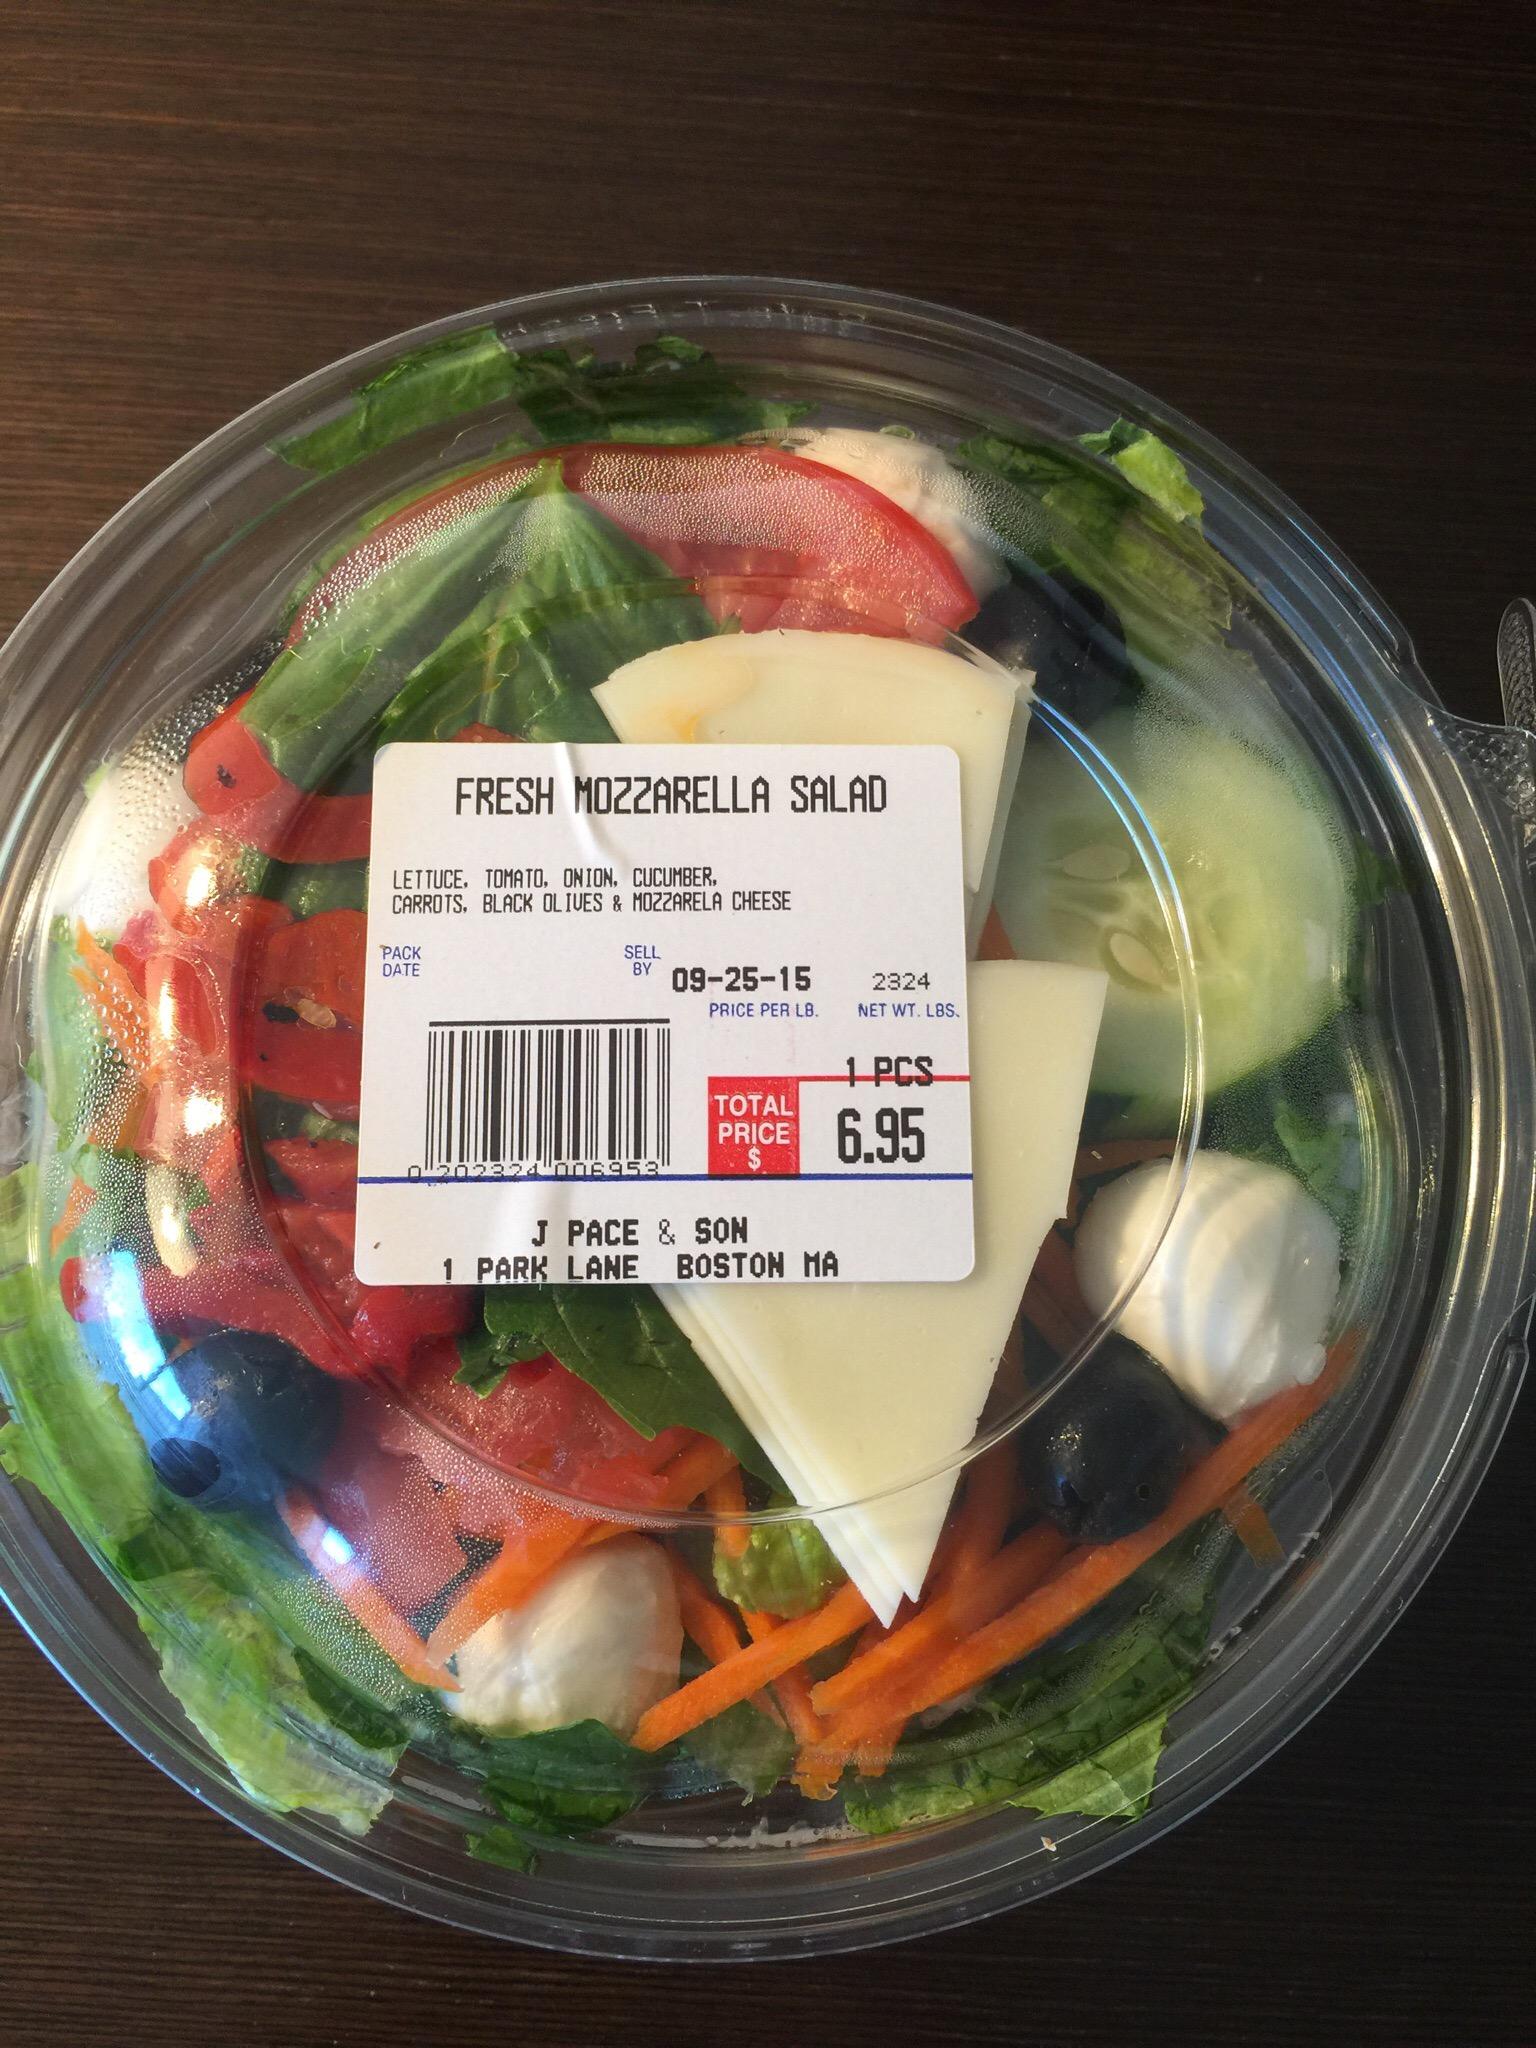 FRESH MOZZARELLA SALAD
LETTUCE, TOMATO, ONION, CUCUMBER,
CARROTS, BLACK OLIVES & MOZZARELA CHEESE
PACK DATE SELL BY 09-25-15 2324
PRICE PER LB. NET WT. LBS.
1 PCS
TOTAL PRICE $ 6.95
0 202324 006953
J PACE & SON
1 PARK LANE BOSTON MA